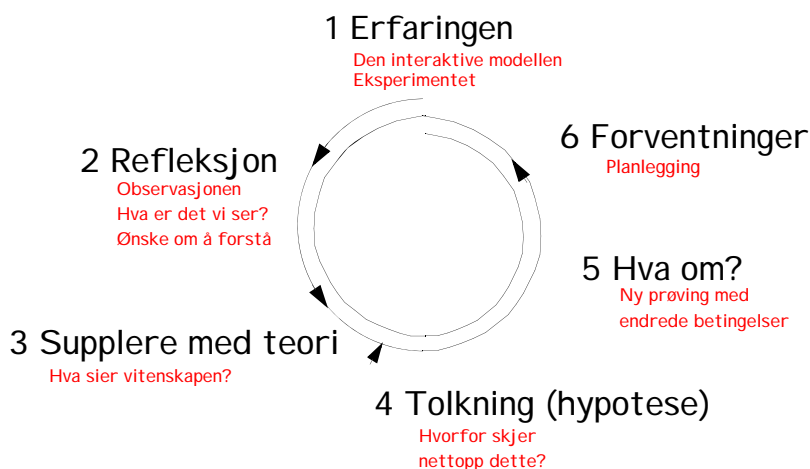 1 Erfaringen
Den interaktive modellen
Eksperimentet
2 Refleksjon
Observasjonen
Hva er det vi ser?
Ønske om å forstå
3 Supplere med teori
Hva sier vitenskapen?
4 Tolkning (hypotese)
Hvorfor skjer
nettopp dette?
5 Hva om?
Ny prøving med
endrede betingelser
6 Forventninger
Planlegging